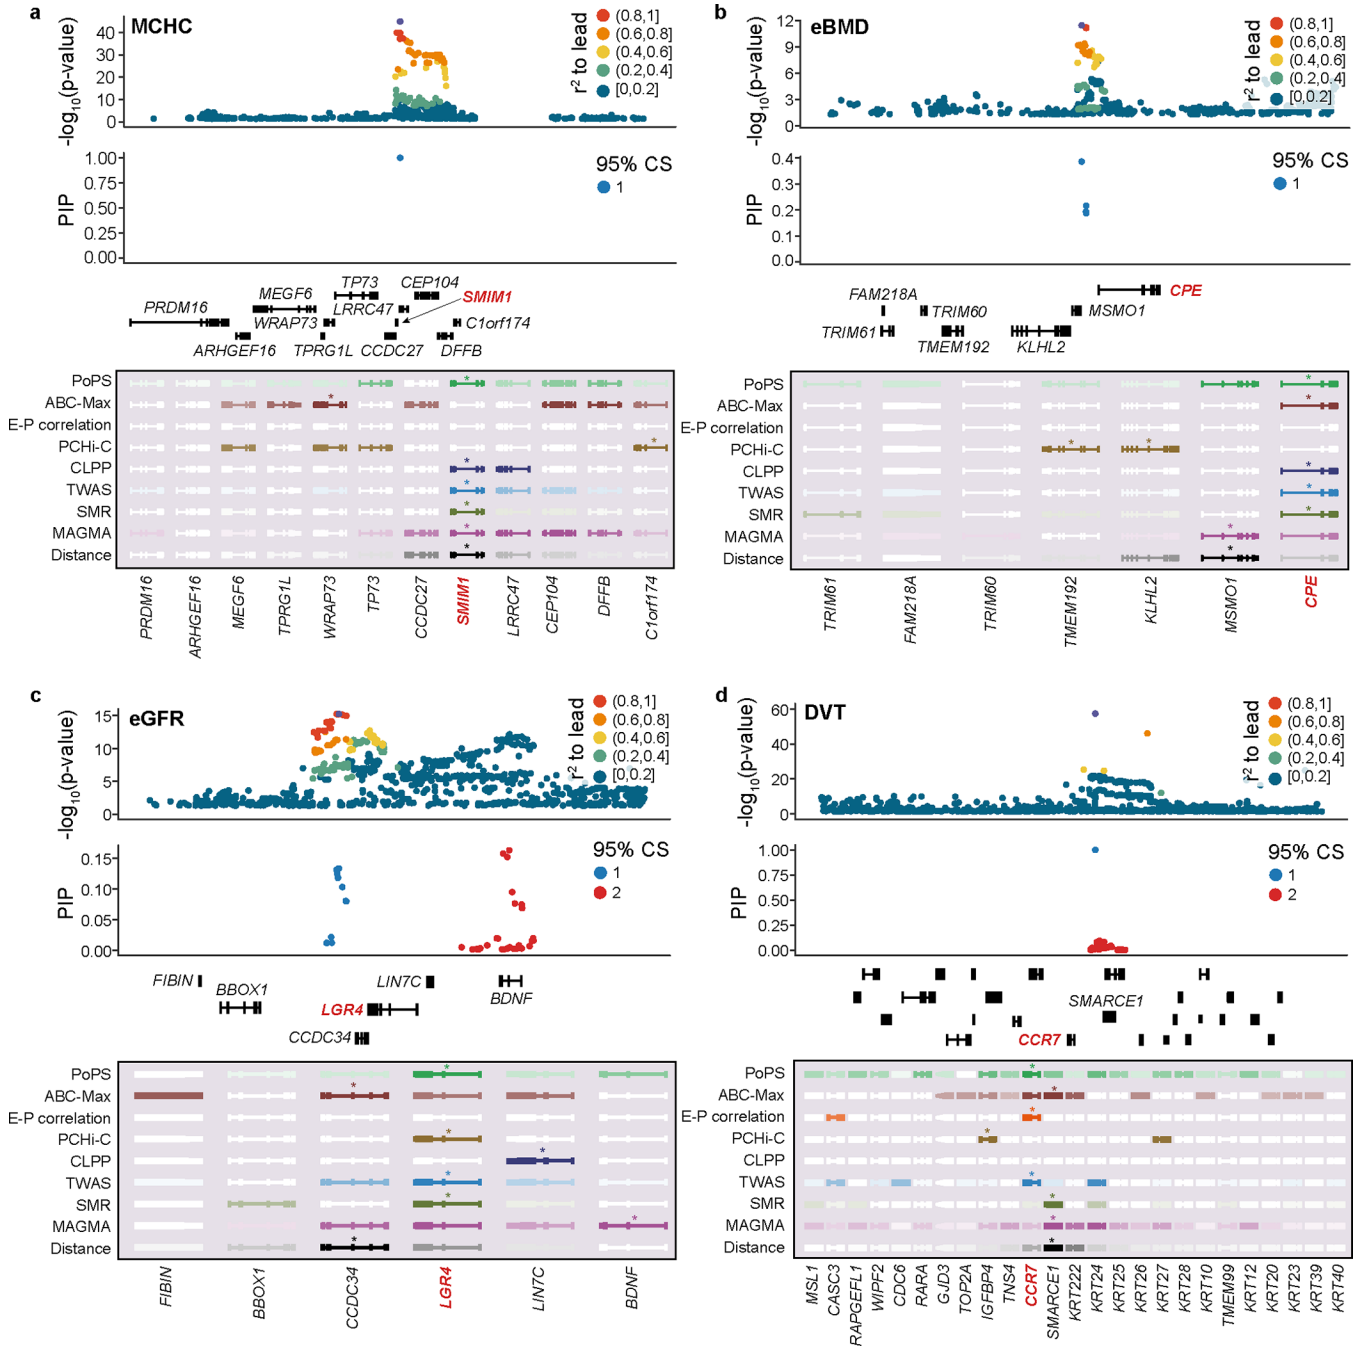 a
MCHC
-log10(p-value)
40
30
20
10
0
r2 to lead
(0.8,1]
(0.6,0.8]
(0.4,0.6]
(0.2,0.4]
[0,0.2]
PIP
1.00
0.75
0.50
0.25
0.00
95% CS
1
TP73
CEP104
MEGF6
SMIM1
PRDM16
WRAP73
LRRC47
C1orf174
ARHGEF16
TPRG1L
CCDC27
DFFB
PoPS
ABC-Max
E-P correlation
PCHi-C
CLPP
TWAS
SMR
MAGMA
Distance
PRDM16
ARHGEF16
MEGF6
TPRG1L
WRAP73
TP73
CCDC27
SMIM1
LRRC47
CEP104
DFFB
C1orf174
b
eBMD
-log10(p-value)
12
9
6
3
0
r2 to lead
(0.8,1]
(0.6,0.8]
(0.4,0.6]
(0.2,0.4]
[0,0.2]
PIP
0.4
0.3
0.2
0.1
0.0
95% CS
1
FAM218A
CPE
TRIM60
MSMO1
TRIM61
TMEM192
KLHL2
PoPS
ABC-Max
E-P correlation
PCHi-C
CLPP
TWAS
SMR
MAGMA
Distance
TRIM61
FAM218A
TRIM60
TMEM192
KLHL2
MSMO1
CPE
c
eGFR
-log10(p-value)
15
10
5
0
r2 to lead
(0.8,1]
(0.6,0.8]
(0.4,0.6]
(0.2,0.4]
[0,0.2]
PIP
0.15
0.10
0.05
0.00
95% CS
1
2
FIBIN
BBOX1
LIN7C
BDNF
LGR4
CCDC34
PoPS
ABC-Max
E-P correlation
PCHi-C
CLPP
TWAS
SMR
MAGMA
Distance
FIBIN
BBOX1
CCDC34
LGR4
LIN7C
BDNF
d
DVT
-log10(p-value)
60
40
20
0
r2 to lead
(0.8,1]
(0.6,0.8]
(0.4,0.6]
(0.2,0.4]
[0,0.2]
PIP
1.00
0.75
0.50
0.25
0.00
95% CS
1
2
SMARCE1
CCR7
PoPS
ABC-Max
E-P correlation
PCHi-C
CLPP
TWAS
SMR
MAGMA
Distance
MSL1
CASC3
RAPGEFL1
WIPF2
CDC6
RARA
GJD3
TOP2A
IGFBP4
TNS4
CCR7
SMARCE1
KRT222
KRT24
KRT25
KRT26
KRT27
KRT28
KRT10
TMEM99
KRT12
KRT20
KRT23
KRT39
KRT40